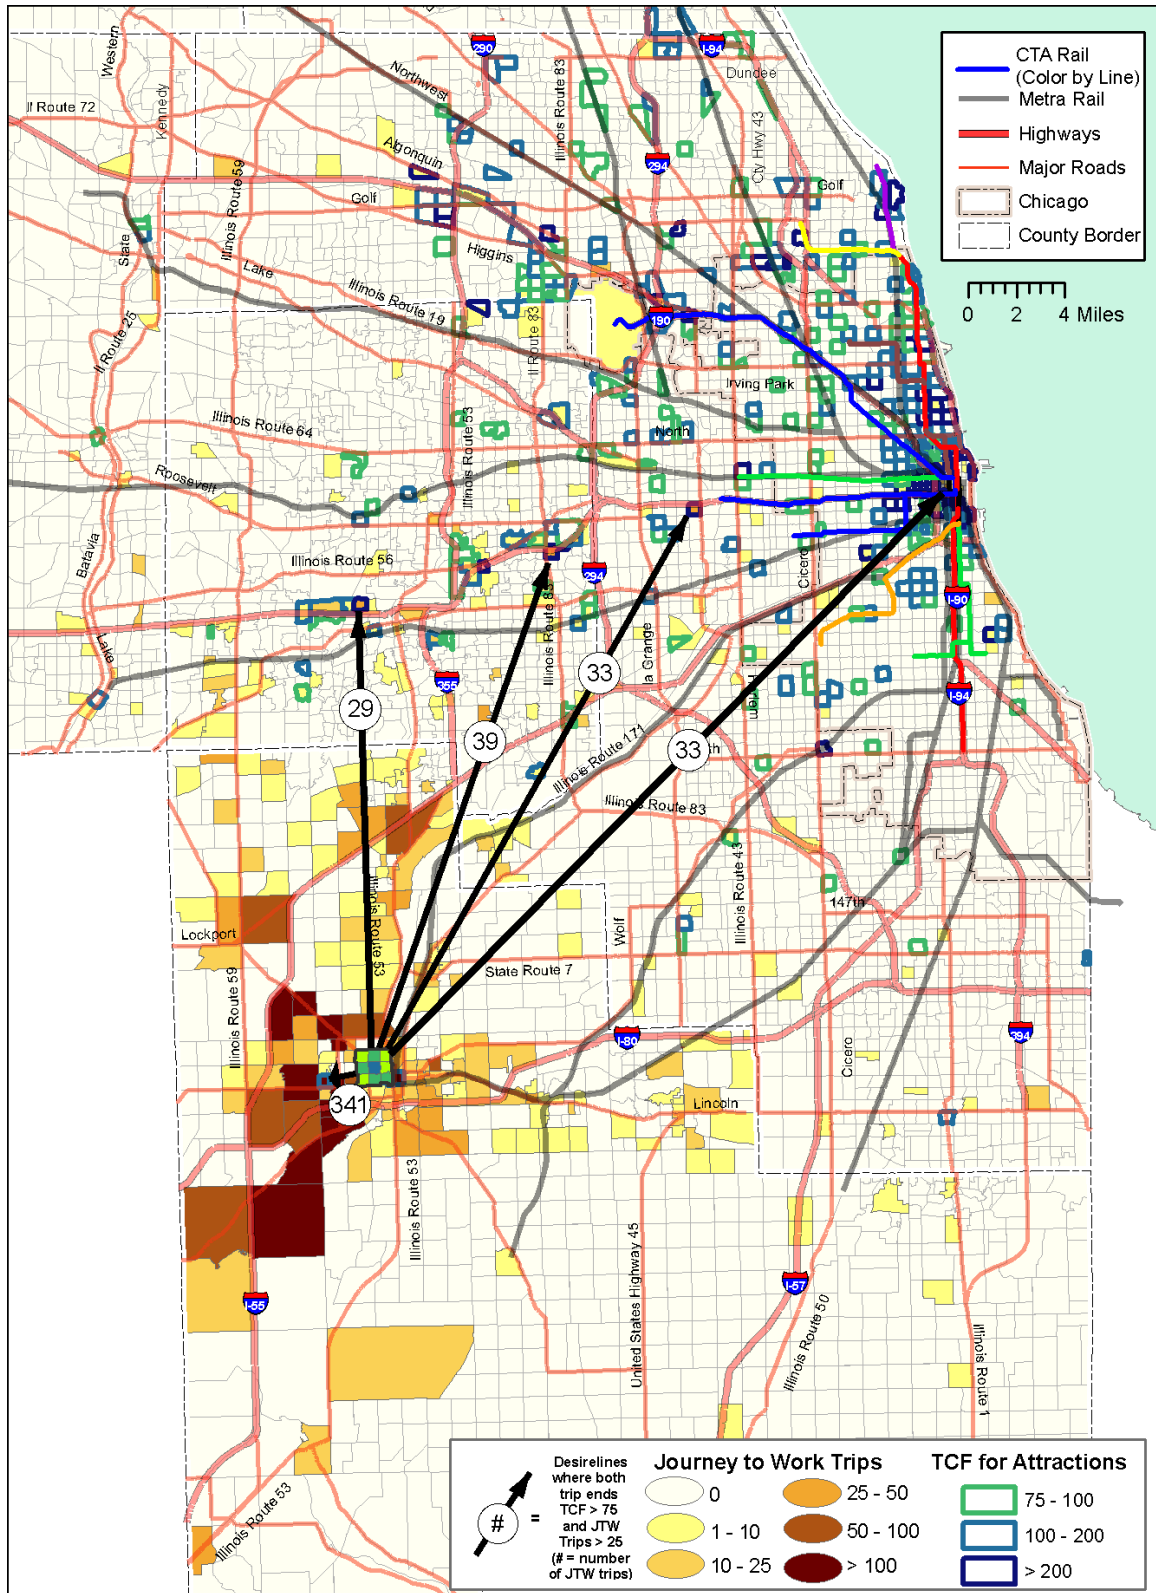 Western
Kennedy
290
Northwest
Illinois Route 83
I-94
Dundee
Il Route 72
Algonquin
294
Cty Hwy 43
Illinois Route 59
Golf
Golf
State
Higgins
Lake
Illinois Route 19
Il Route 25
Il Route 83
190
Irving Park
Illinois Route 64
Illinois Route 53
North
Roosevelt
Batavia
Illinois Route 56
Illinois Route 83
294
Cicero
I-90
Lake
355
la Grange
33
I-94
29
39
33
Illinois Route 171
Illinois Route 83
Illinois Route 53
Illinois Route 43
147th
Lockport
Wolf
State Route 7
Illinois Route 59
I-80
394
Cicero
341
Lincoln
Illinois Route 53
United States Highway 45
I-55
I-57
Illinois Route 50
Illinois Route 1
Illinois Route 53
CTA Rail
(Color by Line)
Metra Rail
Highways
Major Roads
Chicago
County Border
0 2 4 Miles
#
=
Desirelines
where both
trip ends
TCF > 75
and JTW
Trips > 25
(# = number
of JTW trips)
Journey to Work Trips
0
1 - 10
10 - 25
25 - 50
50 - 100
> 100
TCF for Attractions
75 - 100
100 - 200
> 200